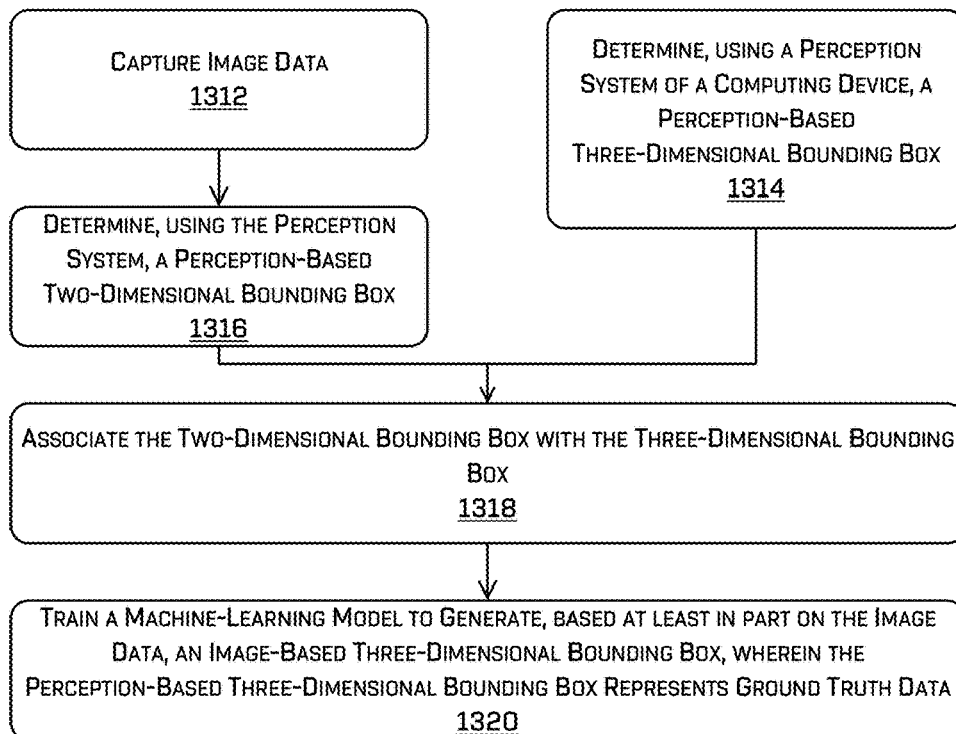 CAPTURE IMAGE DATA
1312
DETERMINE, USING A PERCEPTION
SYSTEM OF A COMPUTING DEVICE, A
PERCEPTION-BASED
THREE-DIMENSIONAL BOUNDING BOX
1314
DETERMINE, USING THE PERCEPTION
SYSTEM, A PERCEPTION-BASED
TWO-DIMENSIONAL BOUNDING BOX
1316
ASSOCIATE THE TWO-DIMENSIONAL BOUNDING BOX WITH THE THREE-DIMENSIONAL BOUNDING
BOX
1318
TRAIN A MACHINE-LEARNING MODEL TO GENERATE, BASED AT LEAST IN PART ON THE IMAGE
DATA, AN IMAGE-BASED THREE-DIMENSIONAL BOUNDING BOX, WHEREIN THE
PERCEPTION-BASED THREE-DIMENSIONAL BOUNDING BOX REPRESENTS GROUND TRUTH DATA
1320